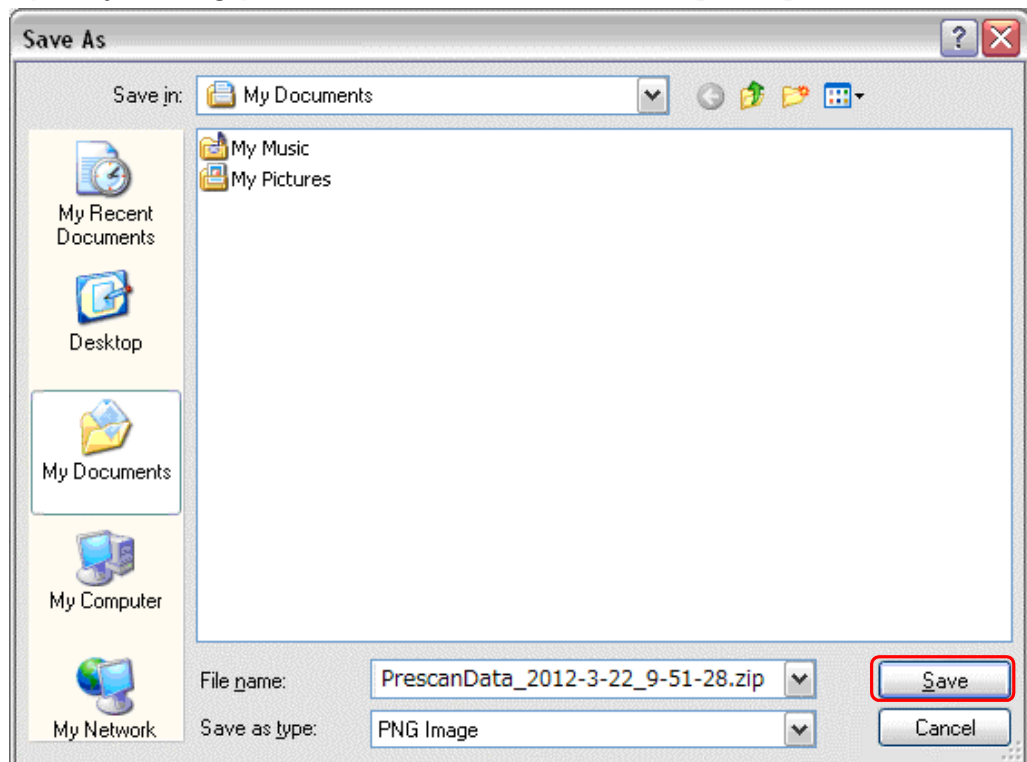 Save As
?
Save in: My Documents
My Music
My Pictures
My Recent
Documents
Desktop
My Documents
My Computer
My Network
File name: PrescanData_2012-3-22_9-51-28.zip Save
Save as type: PNG Image Cancel